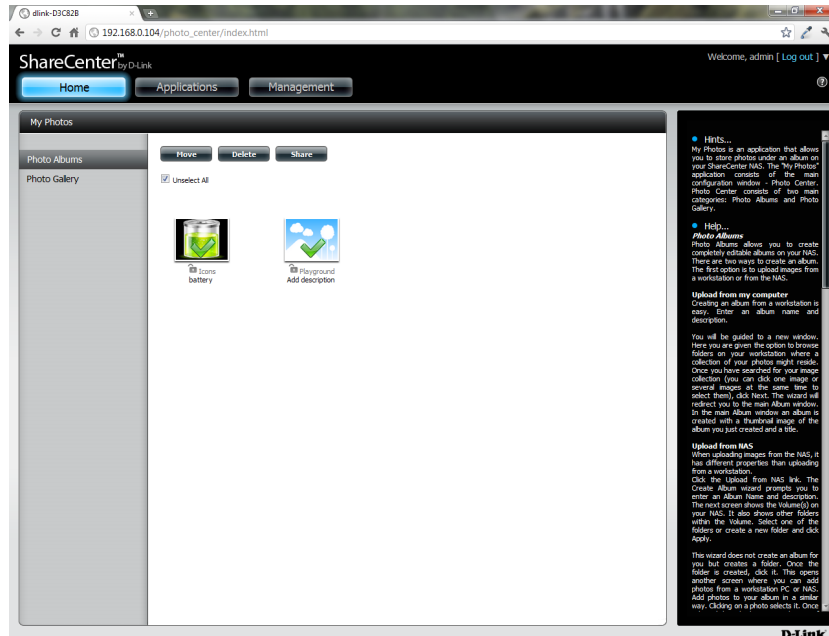 dlink-D3C82B
192.168.0.104/photo_center/index.html
ShareCenter™ by D-Link
Welcome, admin [ Log out ]
Home Applications Management
My Photos
Photo Albums
Photo Gallery
Move Delete Share
Unselect All
Icons
battery
Playground
Add description
Hints...
My Photos is an application that allows
you to store photos under an album on
your ShareCenter NAS. The "My Photos"
application consists of the main
configuration window - Photo Center.
Photo Center consists of two main
categories: Photo Albums and Photo
Gallery.
Help...
Photo Albums
Photo Albums allows you to create
completely editable albums on your NAS.
There are two ways to create an album.
The first option is to upload images from
a workstation or from the NAS.
Upload from my computer
Creating an album from a workstation is
easy. Enter an album name and
description.
You will be guided to a new window.
Here you are given the option to browse
folders on your workstation where a
collection of your photos might reside.
Once you have searched for your image
collection (you can click one image or
several images at the same time to
select them), click Next. The wizard will
redirect you to the main Album window.
In the main Album window an album is
created with a thumbnail image of the
album you just created and a title.
Upload from NAS
When uploading images from the NAS, it
has different properties than uploading
from a workstation.
Click the Upload from NAS link. The
Create Album wizard prompts you to
enter an Album Name and description.
The next screen shows the Volume(s) on
your NAS. It also shows other folders
within the Volume. Select one of the
folders or create a new folder and click
Apply.
This wizard does not create an album for
you but creates a folder. Once the
folder is created, click it. This opens
another screen where you can add
photos from a workstation PC or NAS.
Add photos to your album in a similar
way. Clicking on a photo selects it. Once
D-Link